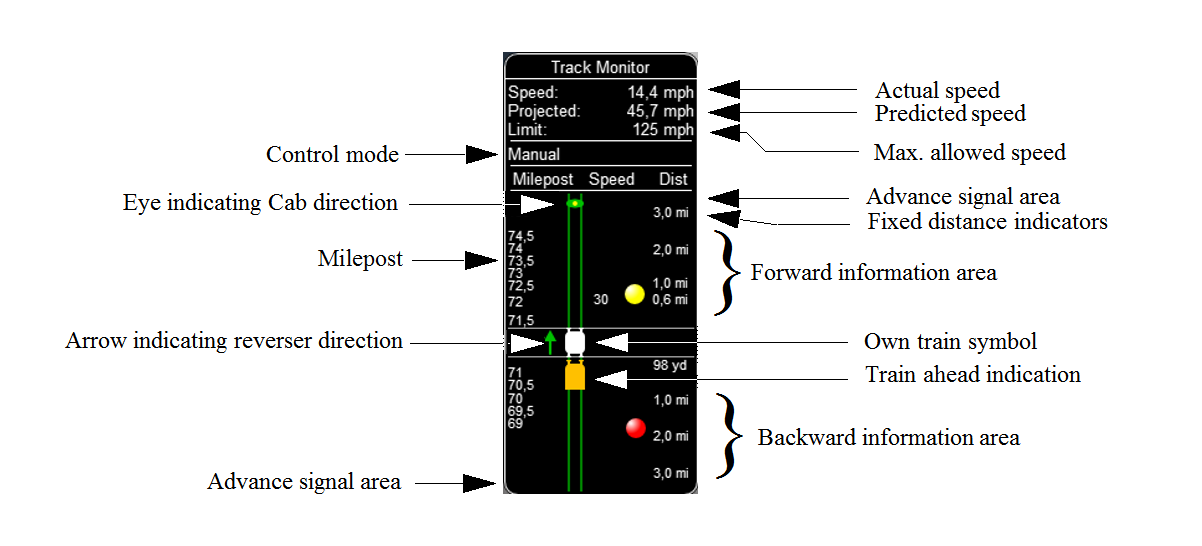 Track Monitor
Speed: 14,4 mph
Actual speed
Projected: 45,7 mph
Predicted speed
Limit: 125 mph
Max. allowed speed
Control mode
Manual
Milepost Speed Dist
Eye indicating Cab direction
Advance signal area
3,0 mi
Fixed distance indicators
74,5
74
2,0 mi
Milepost
73,5
73
Forward information area
72,5
1,0 mi
72
30
0,6 mi
71,5
Arrow indicating reverser direction
Own train symbol
98 yd
71
Train ahead indication
70,5
70
1,0 mi
69,5
69
2,0 mi
Backward information area
3,0 mi
Advance signal area